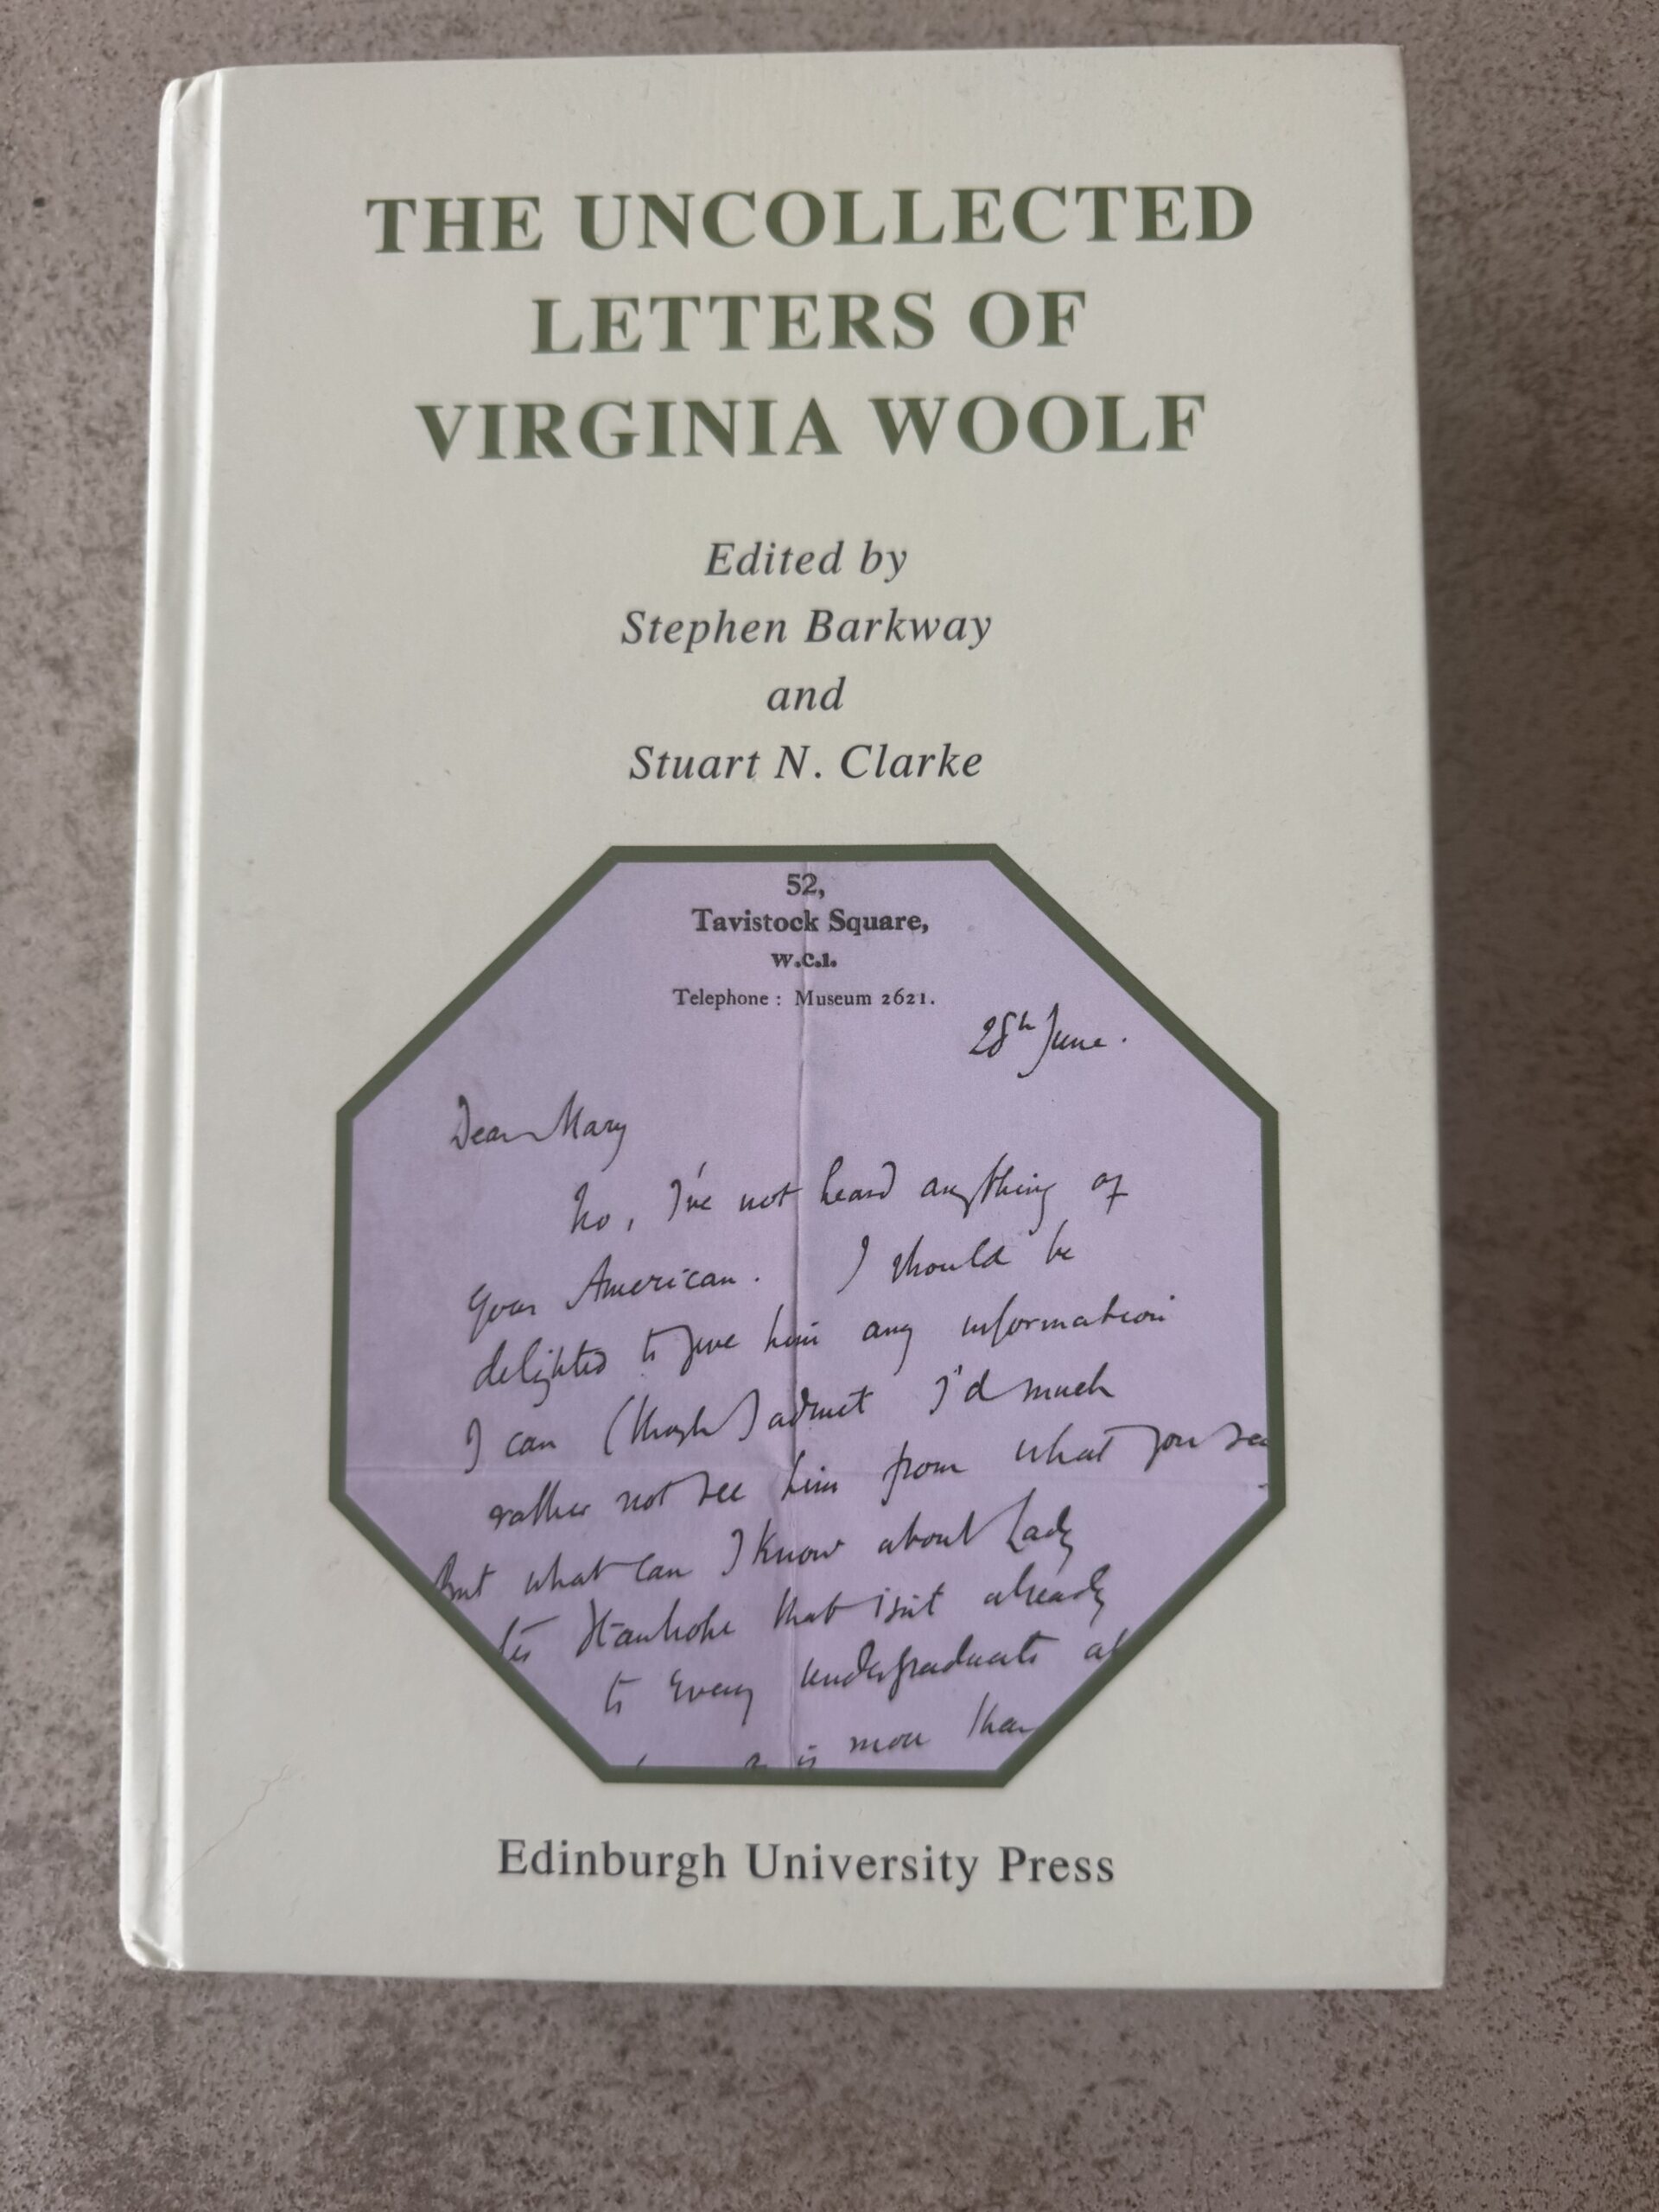 THE UNCOLLECTED
LETTERS OF
VIRGINIA WOOLF
Edited by
Stephen Barkway
and
Stuart N. Clarke
52,
Tavistock Square,
W.C.1.
Telephone : Museum 2621.
28th June.
Dear Mary
No, I've not heard anything of
your American. I should be
delighted to give him any information
I can (though I admit I'd much
rather not see him from what you
But what can I know about Lady
Stanhope that isn't already
to every undergraduate
is more than
Edinburgh University Press